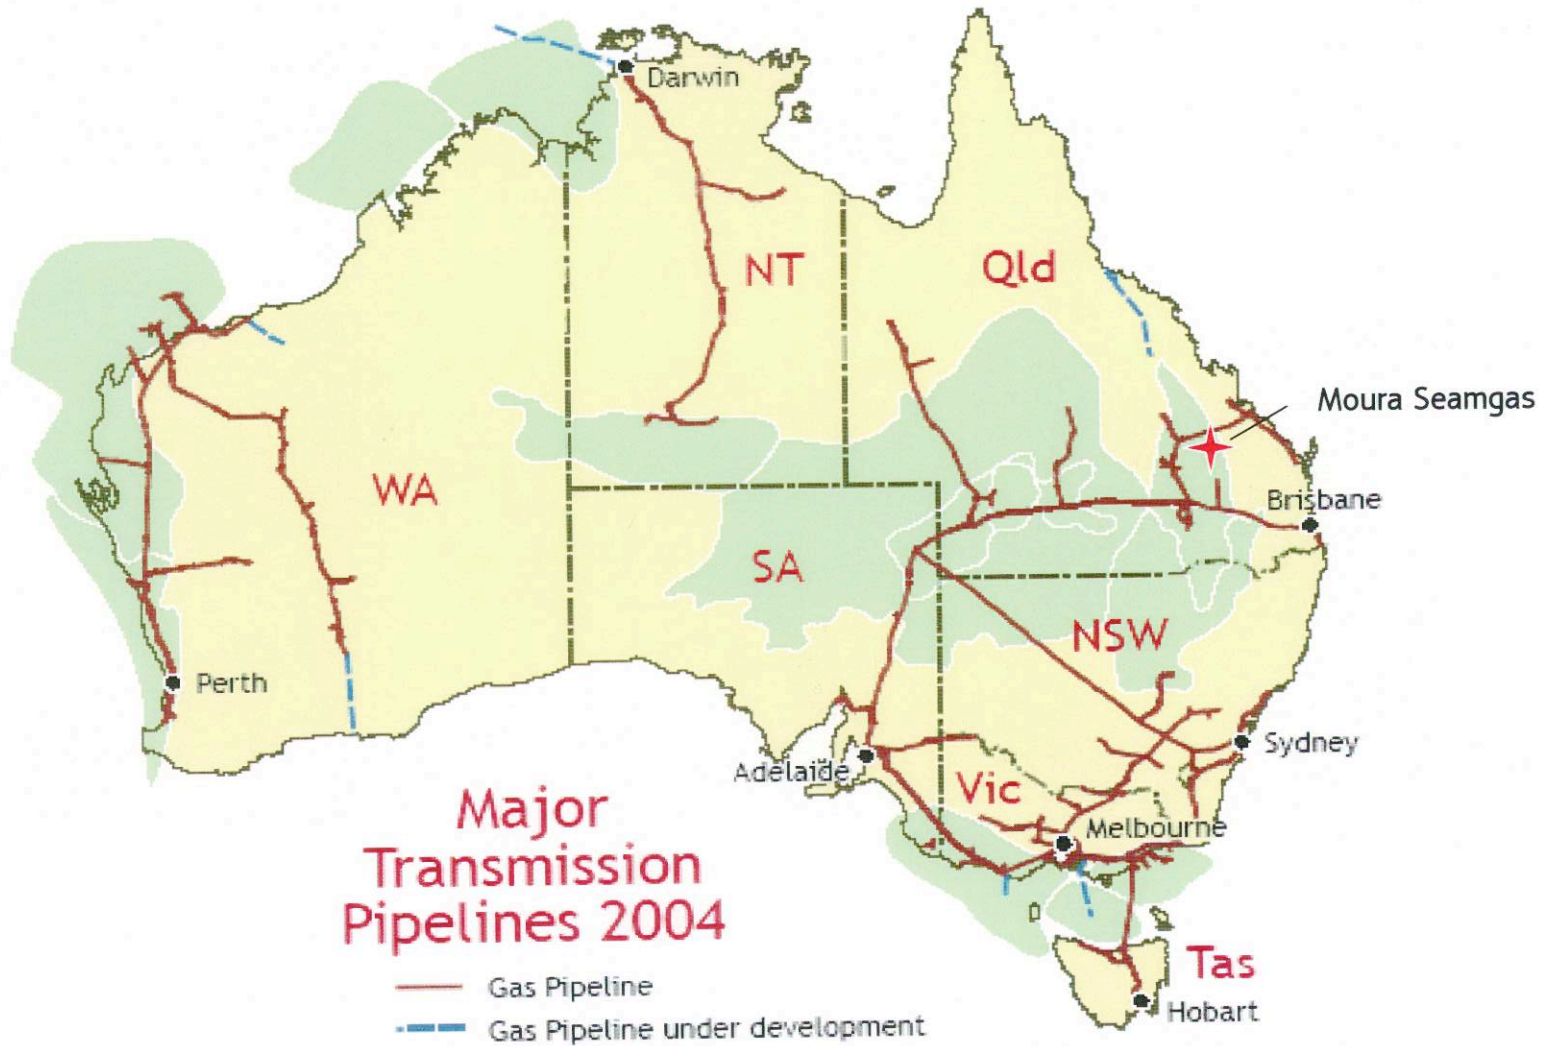 Darwin
NT
Qld
Moura Seamgas
WA
Brisbane
SA
NSW
Perth
Sydney
Adelaide
Vic
Melbourne
Major
Transmission
Pipelines 2004
Tas
Gas Pipeline
Hobart
Gas Pipeline under development